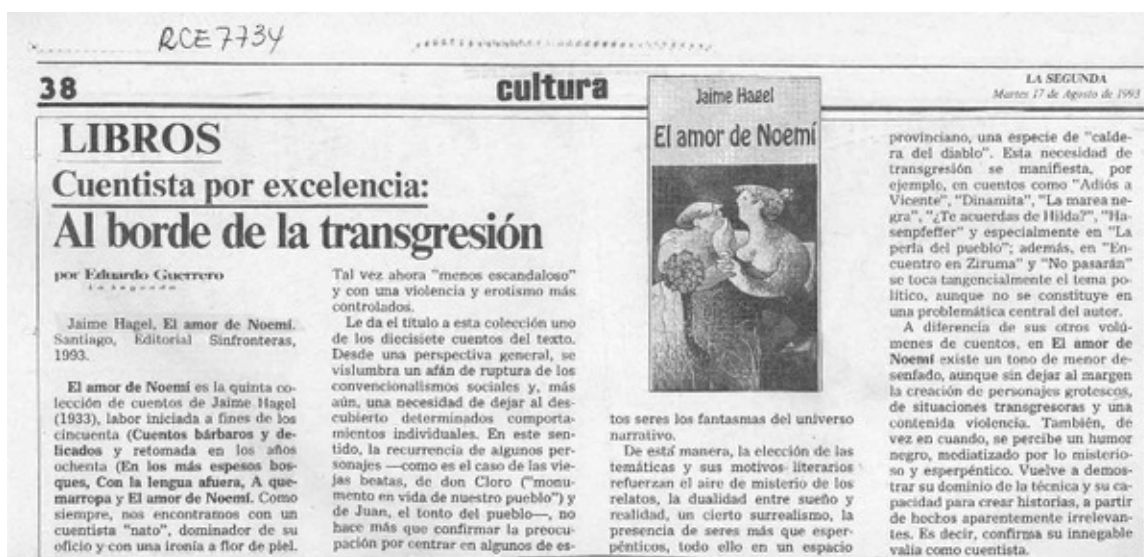 RCE7734
38
cultura
LA SEGUNDA
Martes 17 de Agosto de 1993
LIBROS
Cuentista por excelencia:
Al borde de la transgresión
por Eduardo Guerrero
La Segunda
Jaime Hagel, El amor de Noemí.
Santiago, Editorial Sinfronteras,
1993.
El amor de Noemí es la quinta co-
lección de cuentos de Jaime Hagel
(1933), labor iniciada a fines de los
cincuenta (Cuentos bárbaros y de-
licados y retomada en los años
ochenta (En los más espesos bos-
ques, Con la lengua afuera, A que-
marropa y El amor de Noemí. Como
siempre, nos encontramos con un
cuentista "nato", dominador de su
oficio y con una ironía a flor de piel.
Tal vez ahora "menos escandaloso"
y con una violencia y erotismo más
controlados.
Le da el título a esta colección uno
de los diecisiete cuentos del texto.
Desde una perspectiva general, se
vislumbra un afán de ruptura de los
convencionalismos sociales y, más
aún, una necesidad de dejar al des-
cubierto determinados comporta-
mientos individuales. En este sen-
tido, la recurrencia de algunos per-
sonajes —como es el caso de las vie-
jas beatas, de don Cloro ("monu-
mento en vida de nuestro pueblo") y
de Juan, el tonto del pueblo—, no
hace más que confirmar la preocu-
pación por centrar en algunos de es-
Jaime Hagel
El amor de Noemí
tos seres los fantasmas del universo
narrativo.
De esta manera, la elección de las
temáticas y sus motivos literarios
refuerzan el aire de misterio de los
relatos, la dualidad entre sueño y
realidad, un cierto surrealismo, la
presencia de seres más que esper-
pénticos, todo ello en un espacio
provinciano, una especie de "calde-
ra del diablo". Esta necesidad de
transgresión se manifiesta, por
ejemplo, en cuentos como "Adiós a
Vicente", "Dinamita", "La marea ne-
gra", "¿Te acuerdas de Hilda?", "Ha-
senpfeffer" y especialmente en "La
perla del pueblo"; además, en "En-
cuentro en Ziruma" y "No pasarán"
se toca tangencialmente el tema po-
lítico, aunque no se constituye en
una problemática central del autor.
A diferencia de sus otros volú-
menes de cuentos, en El amor de
Noemí existe un tono de menor de-
senfado, aunque sin dejar al margen
la creación de personajes grotescos,
de situaciones transgresoras y una
contenida violencia. También, de
vez en cuando, se percibe un humor
negro, mediatizado por lo misterio-
so y esperpéntico. Vuelve a demos-
trar su dominio de la técnica y su ca-
pacidad para crear historias, a partir
de hechos aparentemente irrelevan-
tes. Es decir, confirma su innegable
valía como cuentista.